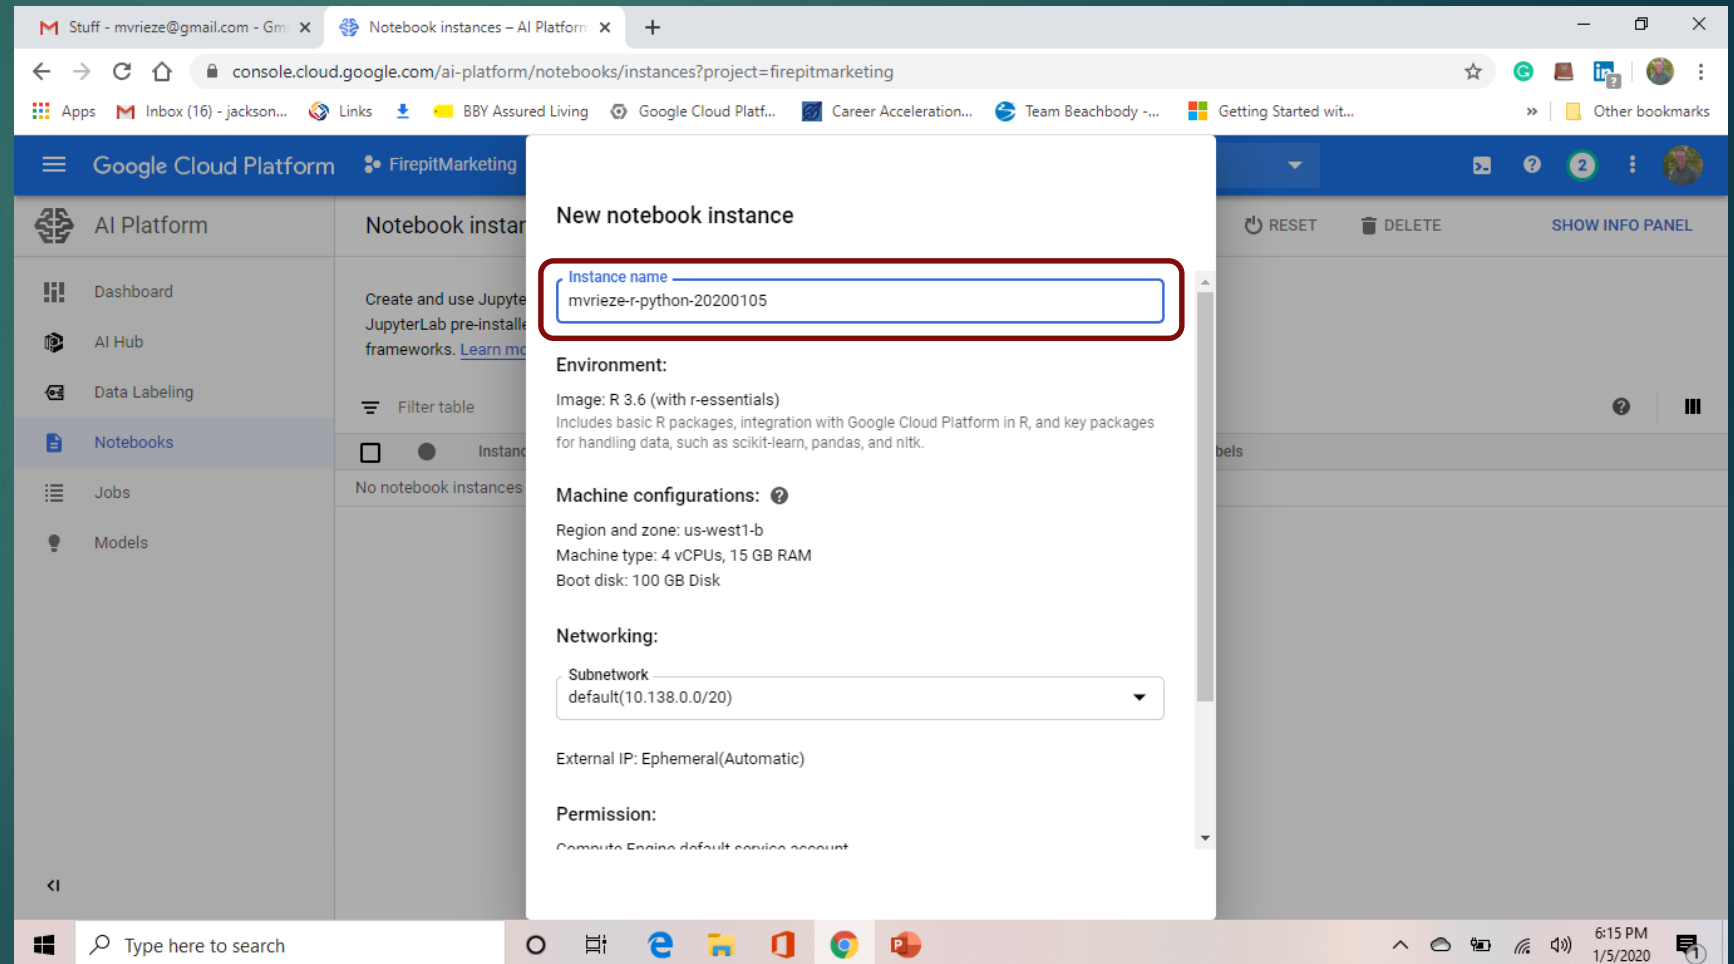 Stuff - mvrieze@gmail.com - Gm
Notebook instances – AI Platform
console.cloud.google.com/ai-platform/notebooks/instances?project=firepitmarketing
Apps
Inbox (16) - jackson...
Links
BBY Assured Living
Google Cloud Platf...
Career Acceleration...
Team Beachbody -...
Getting Started wit...
»
Other bookmarks
Google Cloud Platform
FirepitMarketing
2
AI Platform
Notebook instan
RESET
DELETE
SHOW INFO PANEL
Dashboard
AI Hub
Data Labeling
Notebooks
Jobs
Models
Create and use Jupyte
JupyterLab pre-installe
frameworks. Learn mo
Filter table
Instanc
bels
No notebook instances
New notebook instance
Instance name
mvrieze-r-python-20200105
Environment:
Image: R 3.6 (with r-essentials)
Includes basic R packages, integration with Google Cloud Platform in R, and key packages
for handling data, such as scikit-learn, pandas, and nltk.
Machine configurations:
Region and zone: us-west1-b
Machine type: 4 vCPUs, 15 GB RAM
Boot disk: 100 GB Disk
Networking:
Subnetwork
default(10.138.0.0/20)
External IP: Ephemeral(Automatic)
Permission:
Compute Engine default service account
Type here to search
6:15 PM
1/5/2020
1